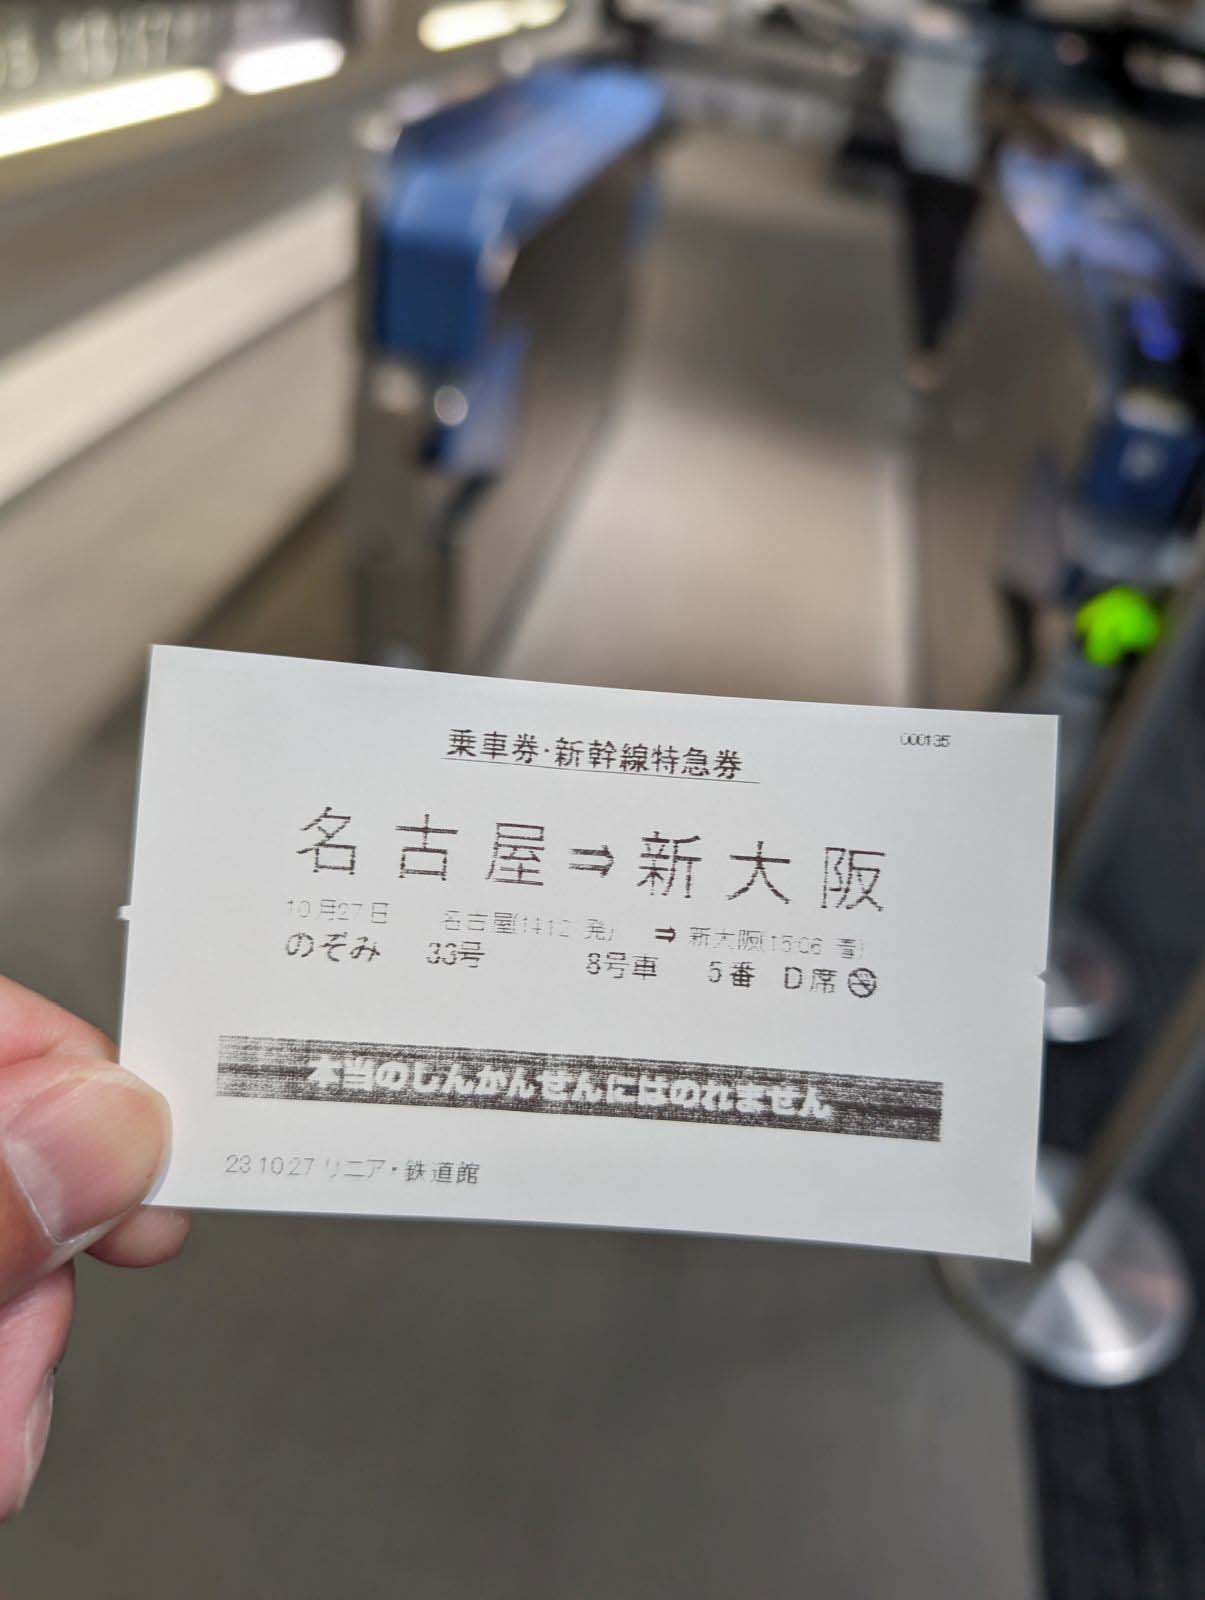 000135
乗車券・新幹線特急券
名古屋⇒新大阪
10月27日 名古屋(14:12 発) ⇒ 新大阪(15:06 着)
のぞみ 33号 8号車 5番 D席
本当のしんかんせんにはのれません
23.10.27 リニア・鉄道館